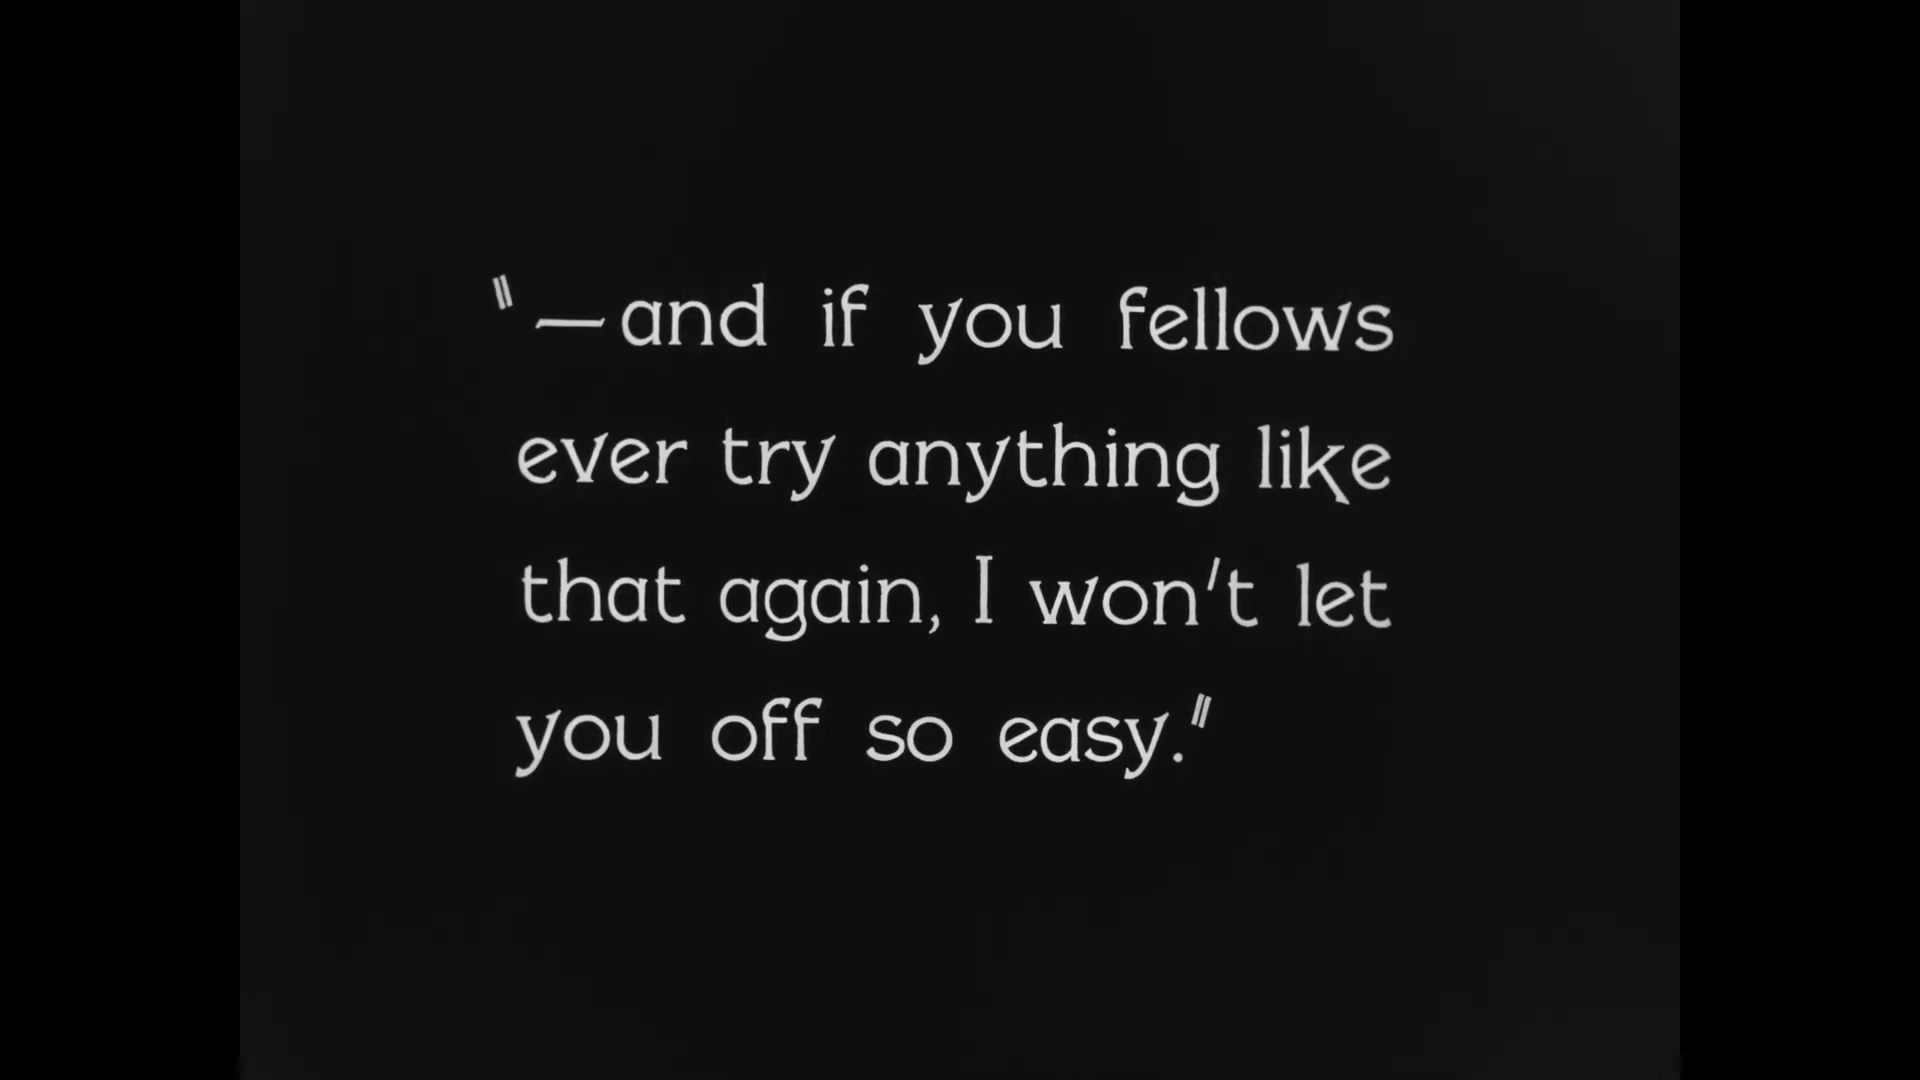 "—and if you fellows
ever try anything like
that again, I won't let
you off so easy."